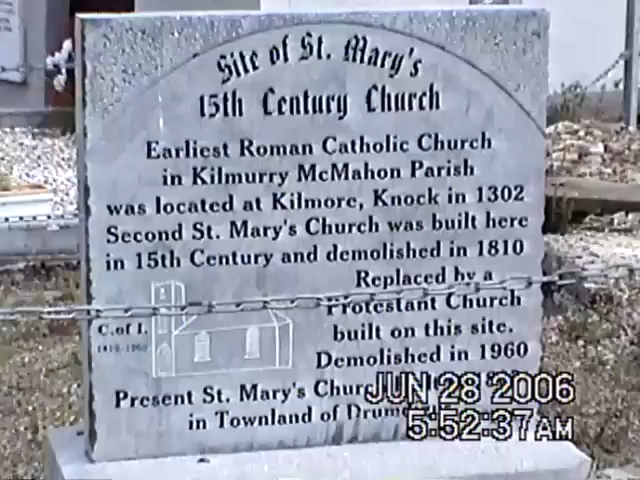 Site of St. Mary's
15th Century Church
Earliest Roman Catholic Church
in Kilmurry McMahon Parish
was located at Kilmore, Knock in 1302
Second St. Mary's Church was built here
in 15th Century and demolished in 1810
Replaced by a
Protestant Church
built on this site.
Demolished in 1960
C.of I.
1810-1960
Present St. Mary's
in Townland of
JUN 28 2006
5:52:37AM